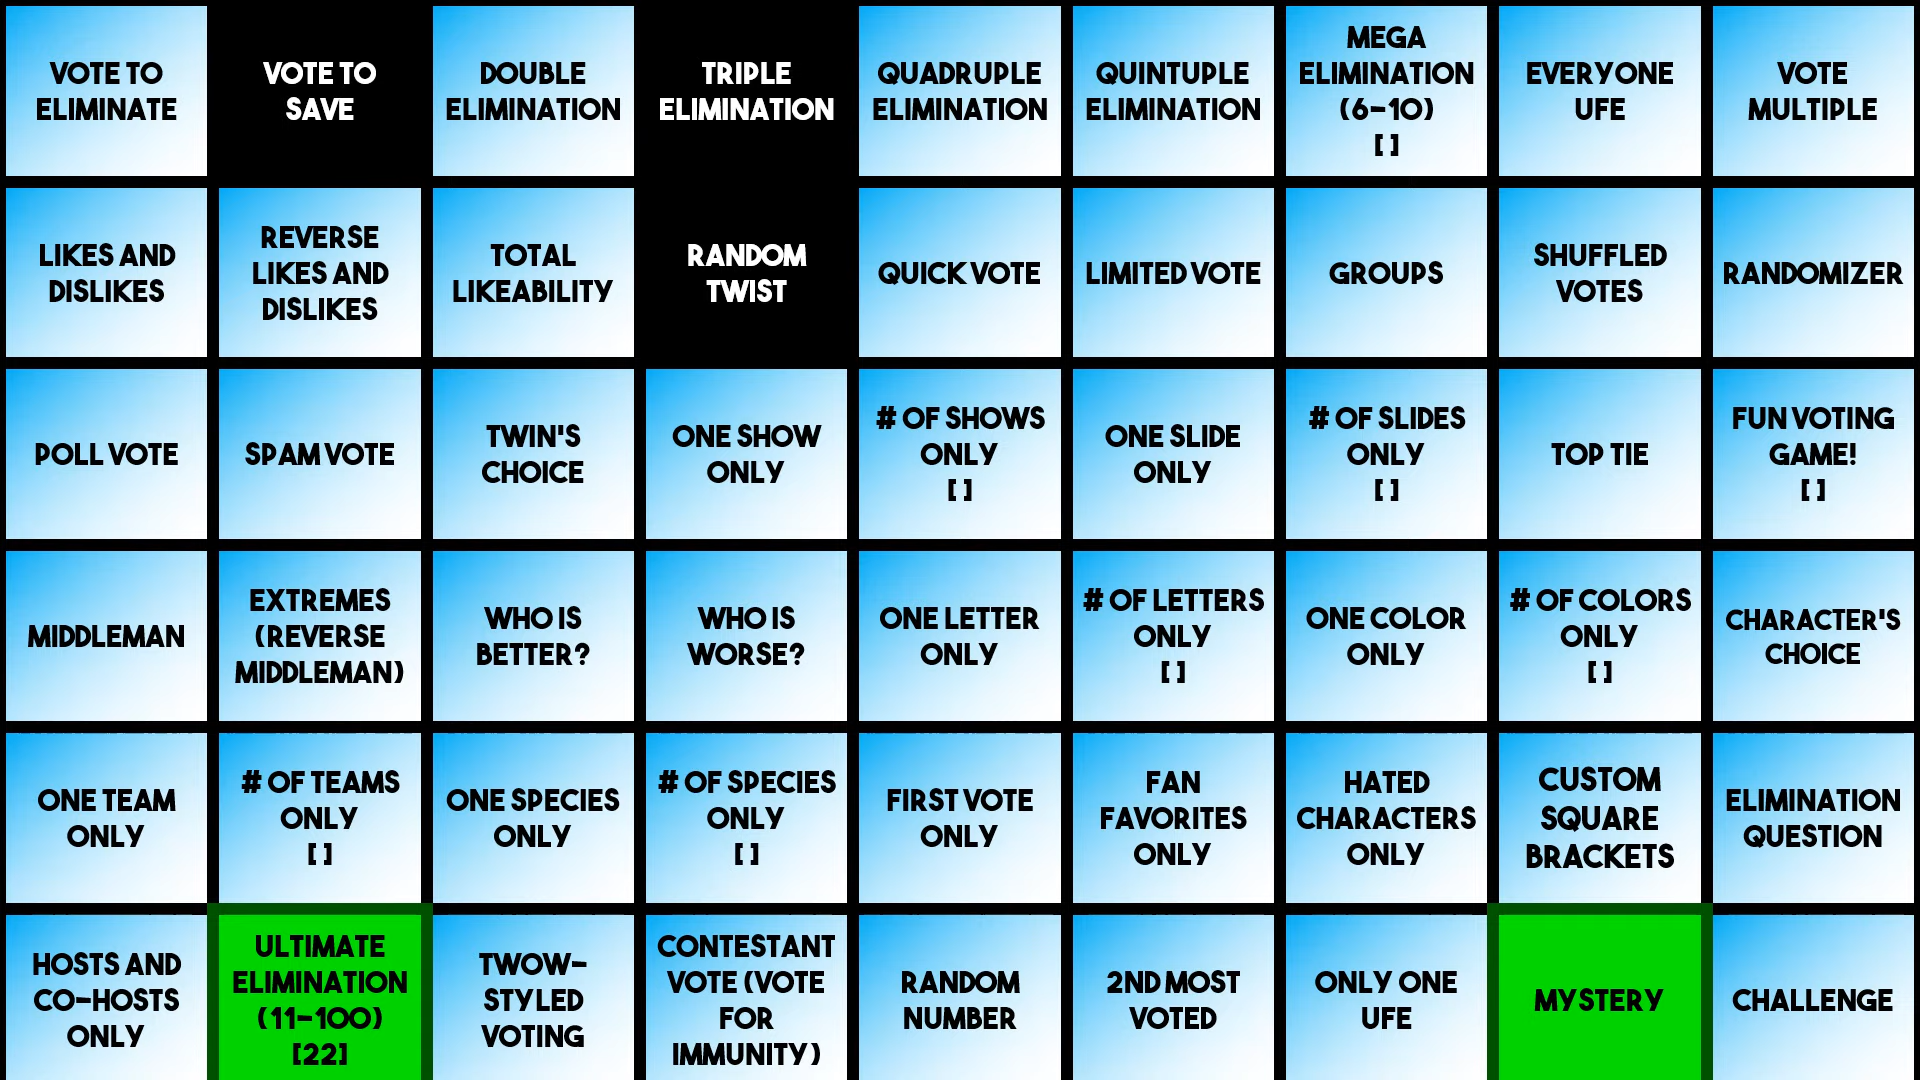 VOTE TO
ELIMINATE
VOTE TO
SAVE
DOUBLE
ELIMINATION
TRIPLE
ELIMINATION
QUADRUPLE
ELIMINATION
QUINTUPLE
ELIMINATION
MEGA
ELIMINATION
(6-10)
[ ]
EVERYONE
UFE
VOTE
MULTIPLE
LIKES AND
DISLIKES
REVERSE
LIKES AND
DISLIKES
TOTAL
LIKEABILITY
RANDOM
TWIST
QUICK VOTE
LIMITED VOTE
GROUPS
SHUFFLED
VOTES
RANDOMIZER
POLL VOTE
SPAM VOTE
TWIN'S
CHOICE
ONE SHOW
ONLY
# OF SHOWS
ONLY
[ ]
ONE SLIDE
ONLY
# OF SLIDES
ONLY
[ ]
TOP TIE
FUN VOTING
GAME!
[ ]
MIDDLEMAN
EXTREMES
(REVERSE
MIDDLEMAN)
WHO IS
BETTER?
WHO IS
WORSE?
ONE LETTER
ONLY
# OF LETTERS
ONLY
[ ]
ONE COLOR
ONLY
# OF COLORS
ONLY
[ ]
CHARACTER'S
CHOICE
ONE TEAM
ONLY
# OF TEAMS
ONLY
[ ]
ONE SPECIES
ONLY
# OF SPECIES
ONLY
[ ]
FIRST VOTE
ONLY
FAN
FAVORITES
ONLY
HATED
CHARACTERS
ONLY
CUSTOM
SQUARE
BRACKETS
ELIMINATION
QUESTION
HOSTS AND
CO-HOSTS
ONLY
ULTIMATE
ELIMINATION
(11-100)
[22]
TWOW-
STYLED
VOTING
CONTESTANT
VOTE (VOTE
FOR
IMMUNITY)
RANDOM
NUMBER
2ND MOST
VOTED
ONLY ONE
UFE
MYSTERY
CHALLENGE